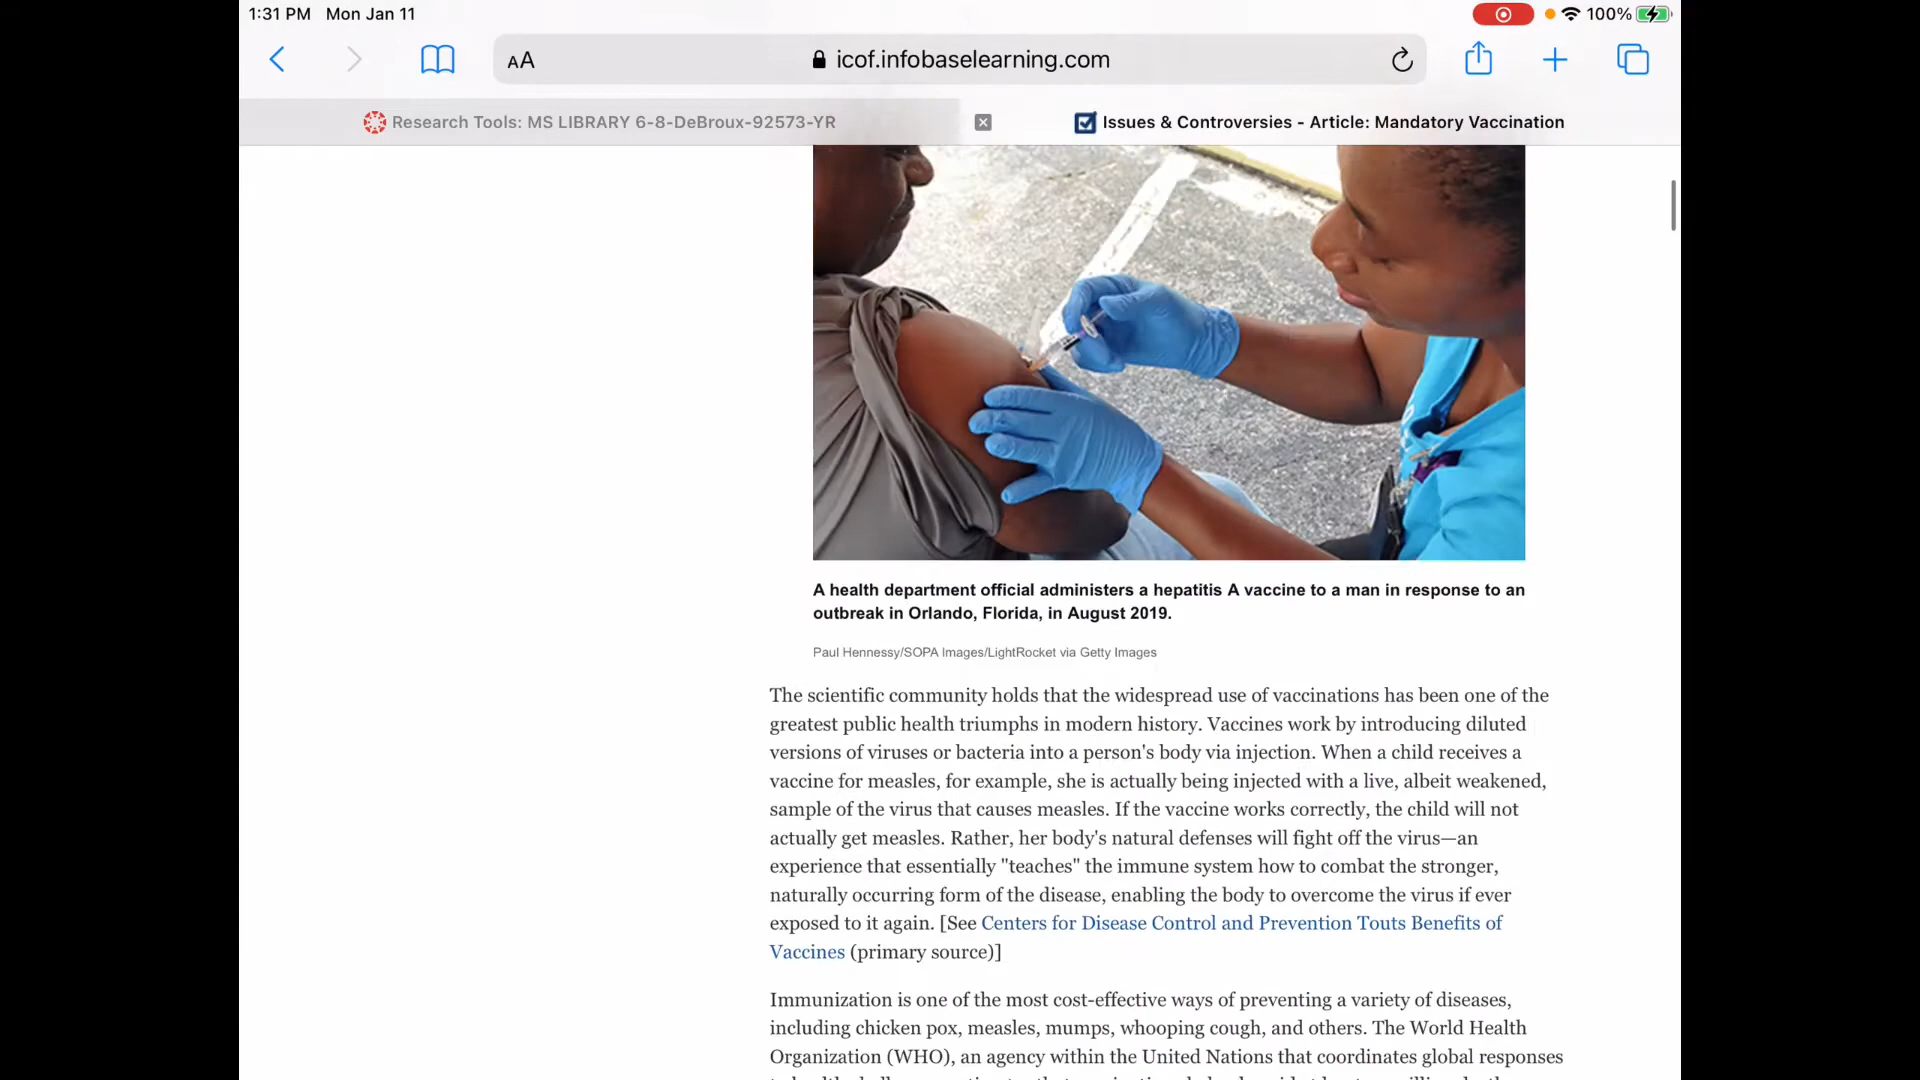 1:31 PM Mon Jan 11
100%
AA
icof.infobaselearning.com
Research Tools: MS LIBRARY 6-8-DeBroux-92573-YR
Issues & Controversies - Article: Mandatory Vaccination
A health department official administers a hepatitis A vaccine to a man in response to an
outbreak in Orlando, Florida, in August 2019.
Paul Hennessy/SOPA Images/LightRocket via Getty Images
The scientific community holds that the widespread use of vaccinations has been one of the
greatest public health triumphs in modern history. Vaccines work by introducing diluted
versions of viruses or bacteria into a person's body via injection. When a child receives a
vaccine for measles, for example, she is actually being injected with a live, albeit weakened,
sample of the virus that causes measles. If the vaccine works correctly, the child will not
actually get measles. Rather, her body's natural defenses will fight off the virus—an
experience that essentially "teaches" the immune system how to combat the stronger,
naturally occurring form of the disease, enabling the body to overcome the virus if ever
exposed to it again. [See Centers for Disease Control and Prevention Touts Benefits of
Vaccines (primary source)]
Immunization is one of the most cost-effective ways of preventing a variety of diseases,
including chicken pox, measles, mumps, whooping cough, and others. The World Health
Organization (WHO), an agency within the United Nations that coordinates global responses